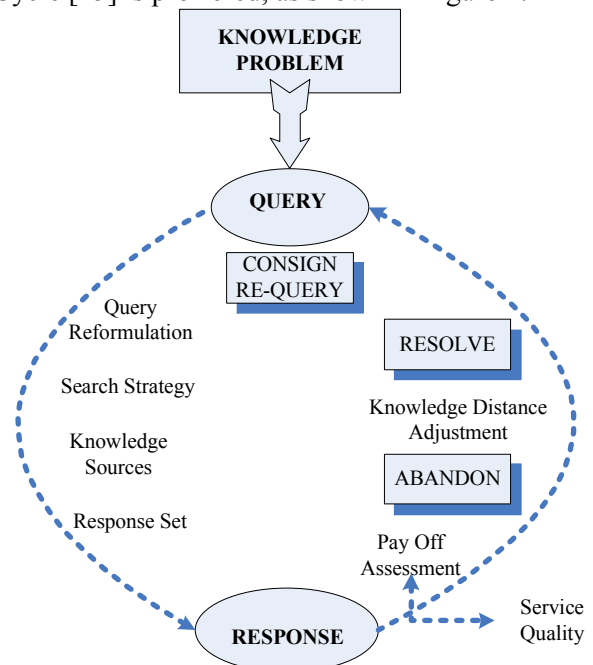 KNOWLEDGE
PROBLEM
QUERY
CONSIGN
RE-QUERY
Query
Reformulation
Search Strategy
Knowledge
Sources
Response Set
RESOLVE
Knowledge Distance
Adjustment
ABANDON
Pay Off
Assessment
Service
Quality
RESPONSE